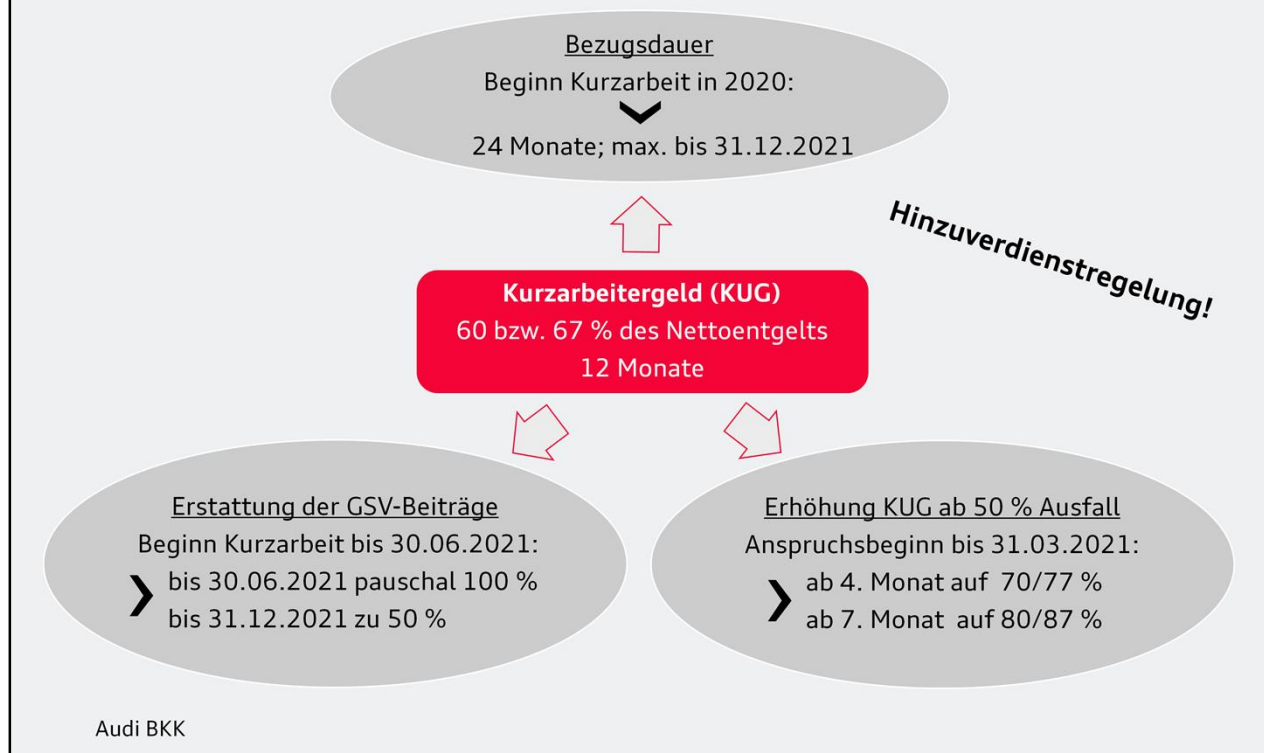 Bezugsdauer
Beginn Kurzarbeit in 2020:
24 Monate; max. bis 31.12.2021
Hinzuverdienstregelung!
Kurzarbeitergeld (KUG)
60 bzw. 67 % des Nettoentgelts
12 Monate
Erstattung der GSV-Beiträge
Beginn Kurzarbeit bis 30.06.2021:
bis 30.06.2021 pauschal 100 %
bis 31.12.2021 zu 50 %
Erhöhung KUG ab 50 % Ausfall
Anspruchsbeginn bis 31.03.2021:
ab 4. Monat auf 70/77 %
ab 7. Monat auf 80/87 %
Audi BKK